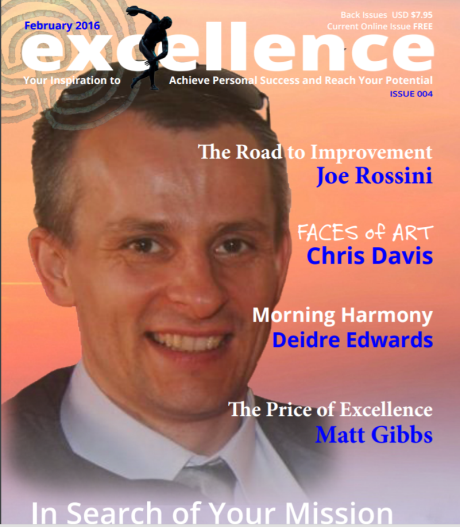 February 2016
Back Issues USD $7.95
Current Online Issue FREE
excellence
Your Inspiration to Achieve Personal Success and Reach Your Potential
ISSUE 004
The Road to Improvement
Joe Rossini
FACES of ART
Chris Davis
Morning Harmony
Deidre Edwards
The Price of Excellence
Matt Gibbs
In Search of Your Mission